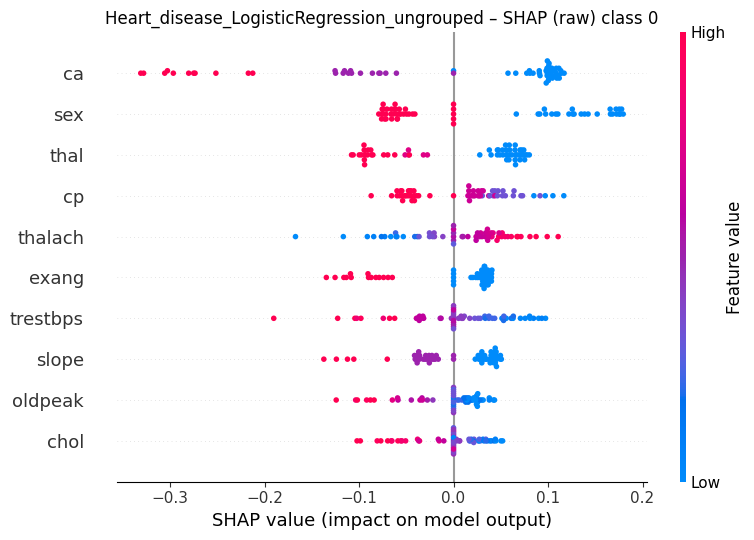 Heart_disease_LogisticRegression_ungrouped – SHAP (raw) class 0
High
ca
sex
thal
cp
thalach
exang
trestbps
slope
oldpeak
chol
Feature value
Low
−0.3 −0.2 −0.1 0.0 0.1 0.2
SHAP value (impact on model output)